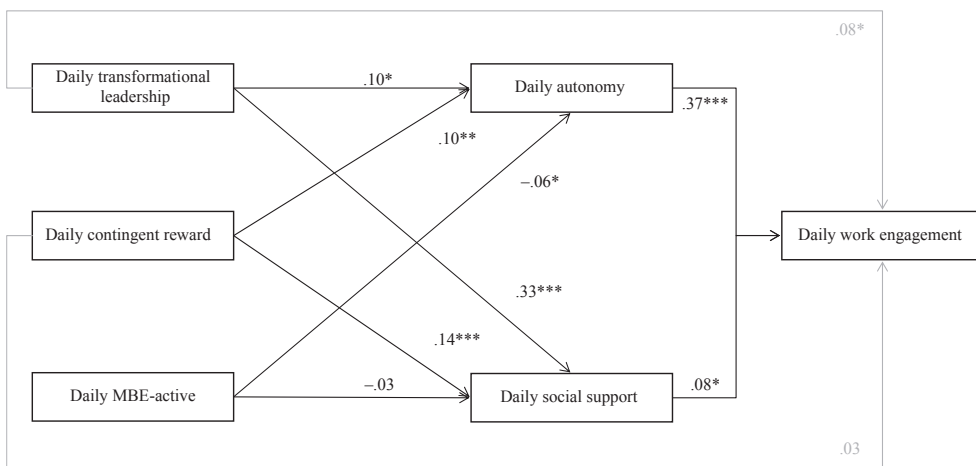 .08*
Daily transformational
leadership
.10*
Daily autonomy
.37***
.10**
–.06*
Daily contingent reward
Daily work engagement
.33***
.14***
Daily MBE-active
–.03
Daily social support
.08*
.03